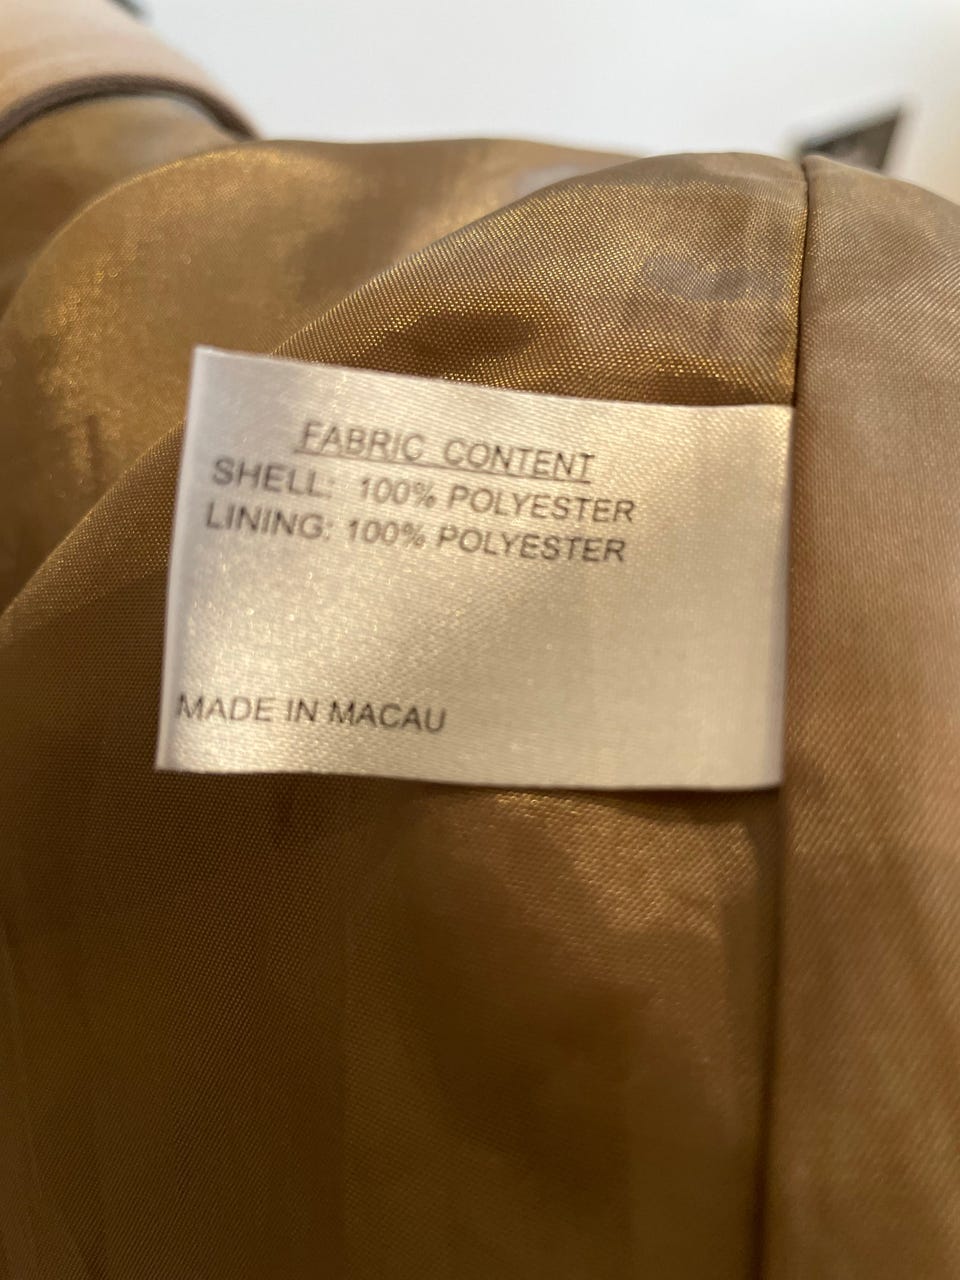 FABRIC CONTENT
SHELL: 100% POLYESTER
LINING: 100% POLYESTER
MADE IN MACAU